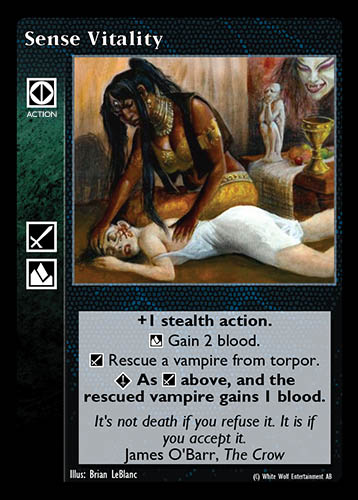 Sense Vitality
ACTION
+1 stealth action.
Gain 2 blood.
Rescue a vampire from torpor.
As above, and the
rescued vampire gains 1 blood.
It's not death if you refuse it. It is if
you accept it.
James O'Barr, The Crow
Illus: Brian LeBlanc
(C) White Wolf Entertainment AB